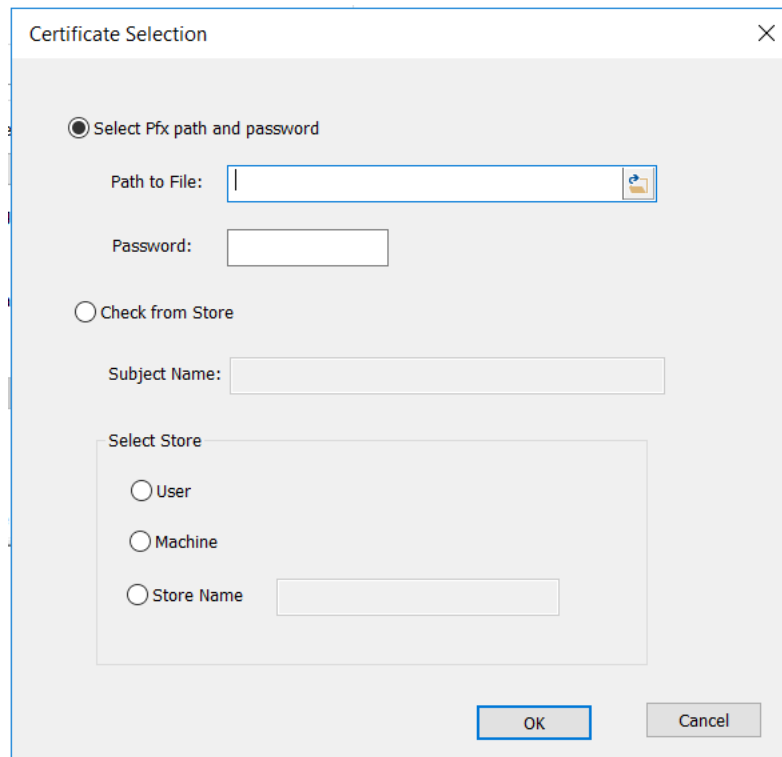 Certificate Selection
Select Pfx path and password
Path to File:
Password:
Check from Store
Subject Name:
Select Store
User
Machine
Store Name
OK
Cancel